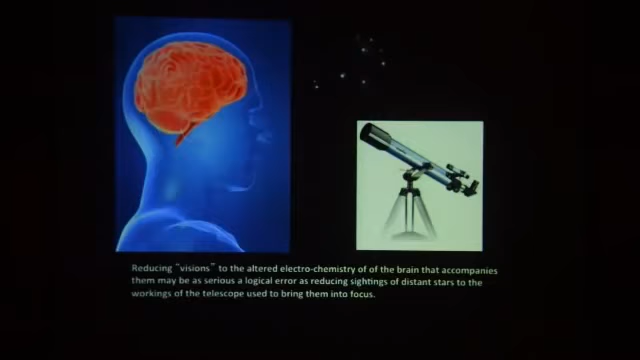 Reducing "visions" to the altered electro-chemistry of of the brain that accompanies
them may be as serious a logical error as reducing sightings of distant stars to the
workings of the telescope used to bring them into focus.